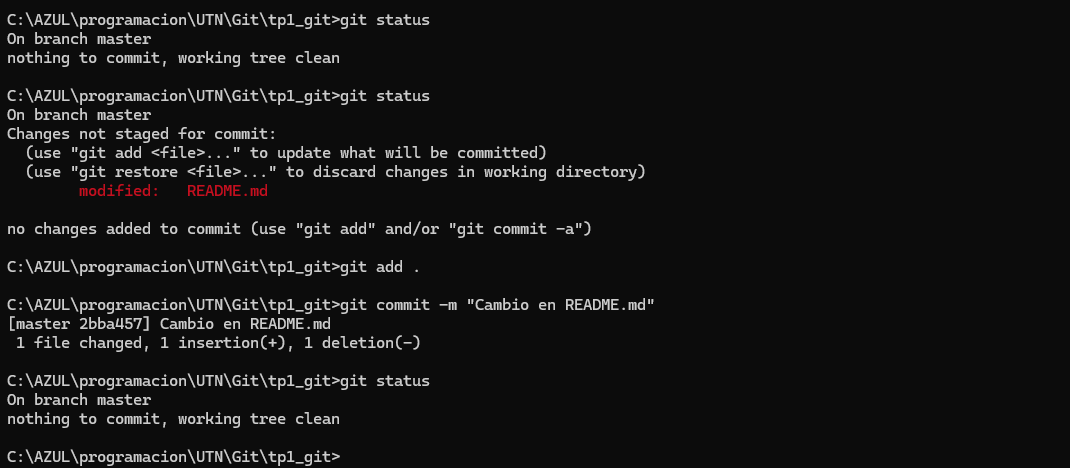 C:\AZUL\programacion\UTN\Git\tp1_git>git status
On branch master
nothing to commit, working tree clean
C:\AZUL\programacion\UTN\Git\tp1_git>git status
On branch master
Changes not staged for commit:
  (use "git add <file>..." to update what will be committed)
  (use "git restore <file>..." to discard changes in working directory)
        modified:   README.md
no changes added to commit (use "git add" and/or "git commit -a")
C:\AZUL\programacion\UTN\Git\tp1_git>git add .
C:\AZUL\programacion\UTN\Git\tp1_git>git commit -m "Cambio en README.md"
[master 2bba457] Cambio en README.md
 1 file changed, 1 insertion(+), 1 deletion(-)
C:\AZUL\programacion\UTN\Git\tp1_git>git status
On branch master
nothing to commit, working tree clean
C:\AZUL\programacion\UTN\Git\tp1_git>